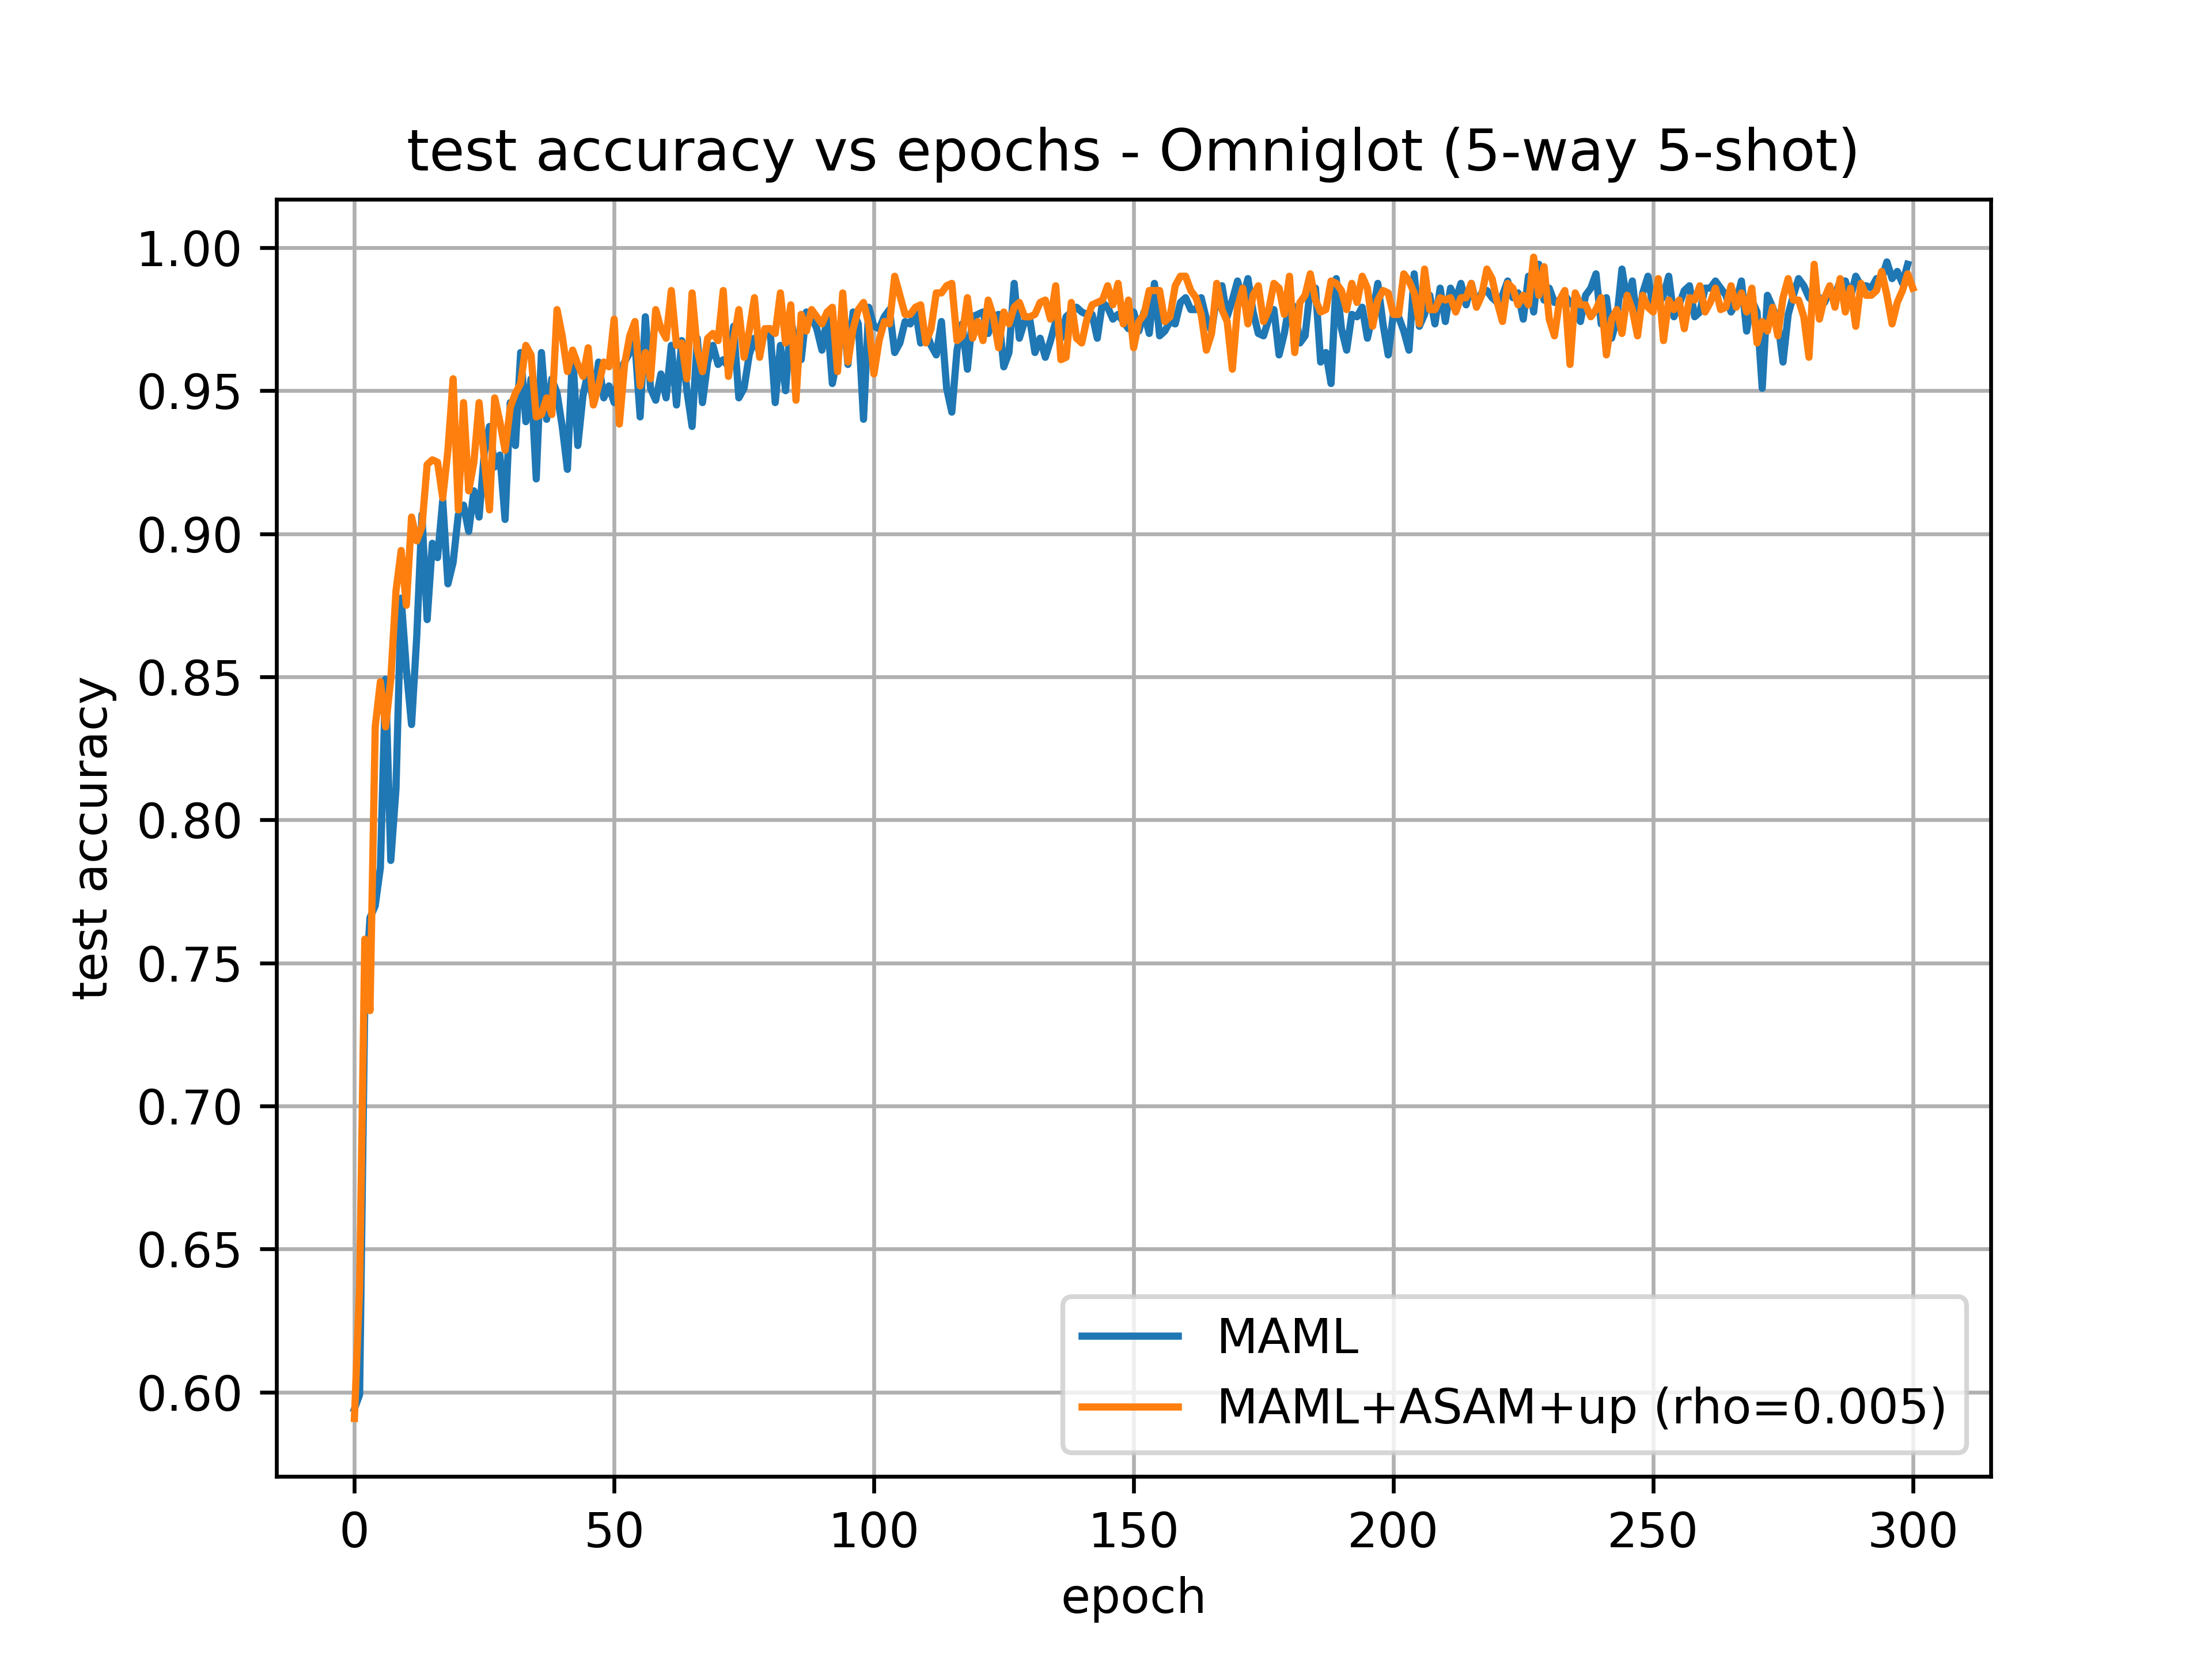 test accuracy vs epochs - Omniglot (5-way 5-shot)
1.00
0.95
0.90
0.85
0.80
0.75
0.70
0.65
0.60
test accuracy
MAML
MAML+ASAM+up (rho=0.005)
0 50 100 150 200 250 300
epoch